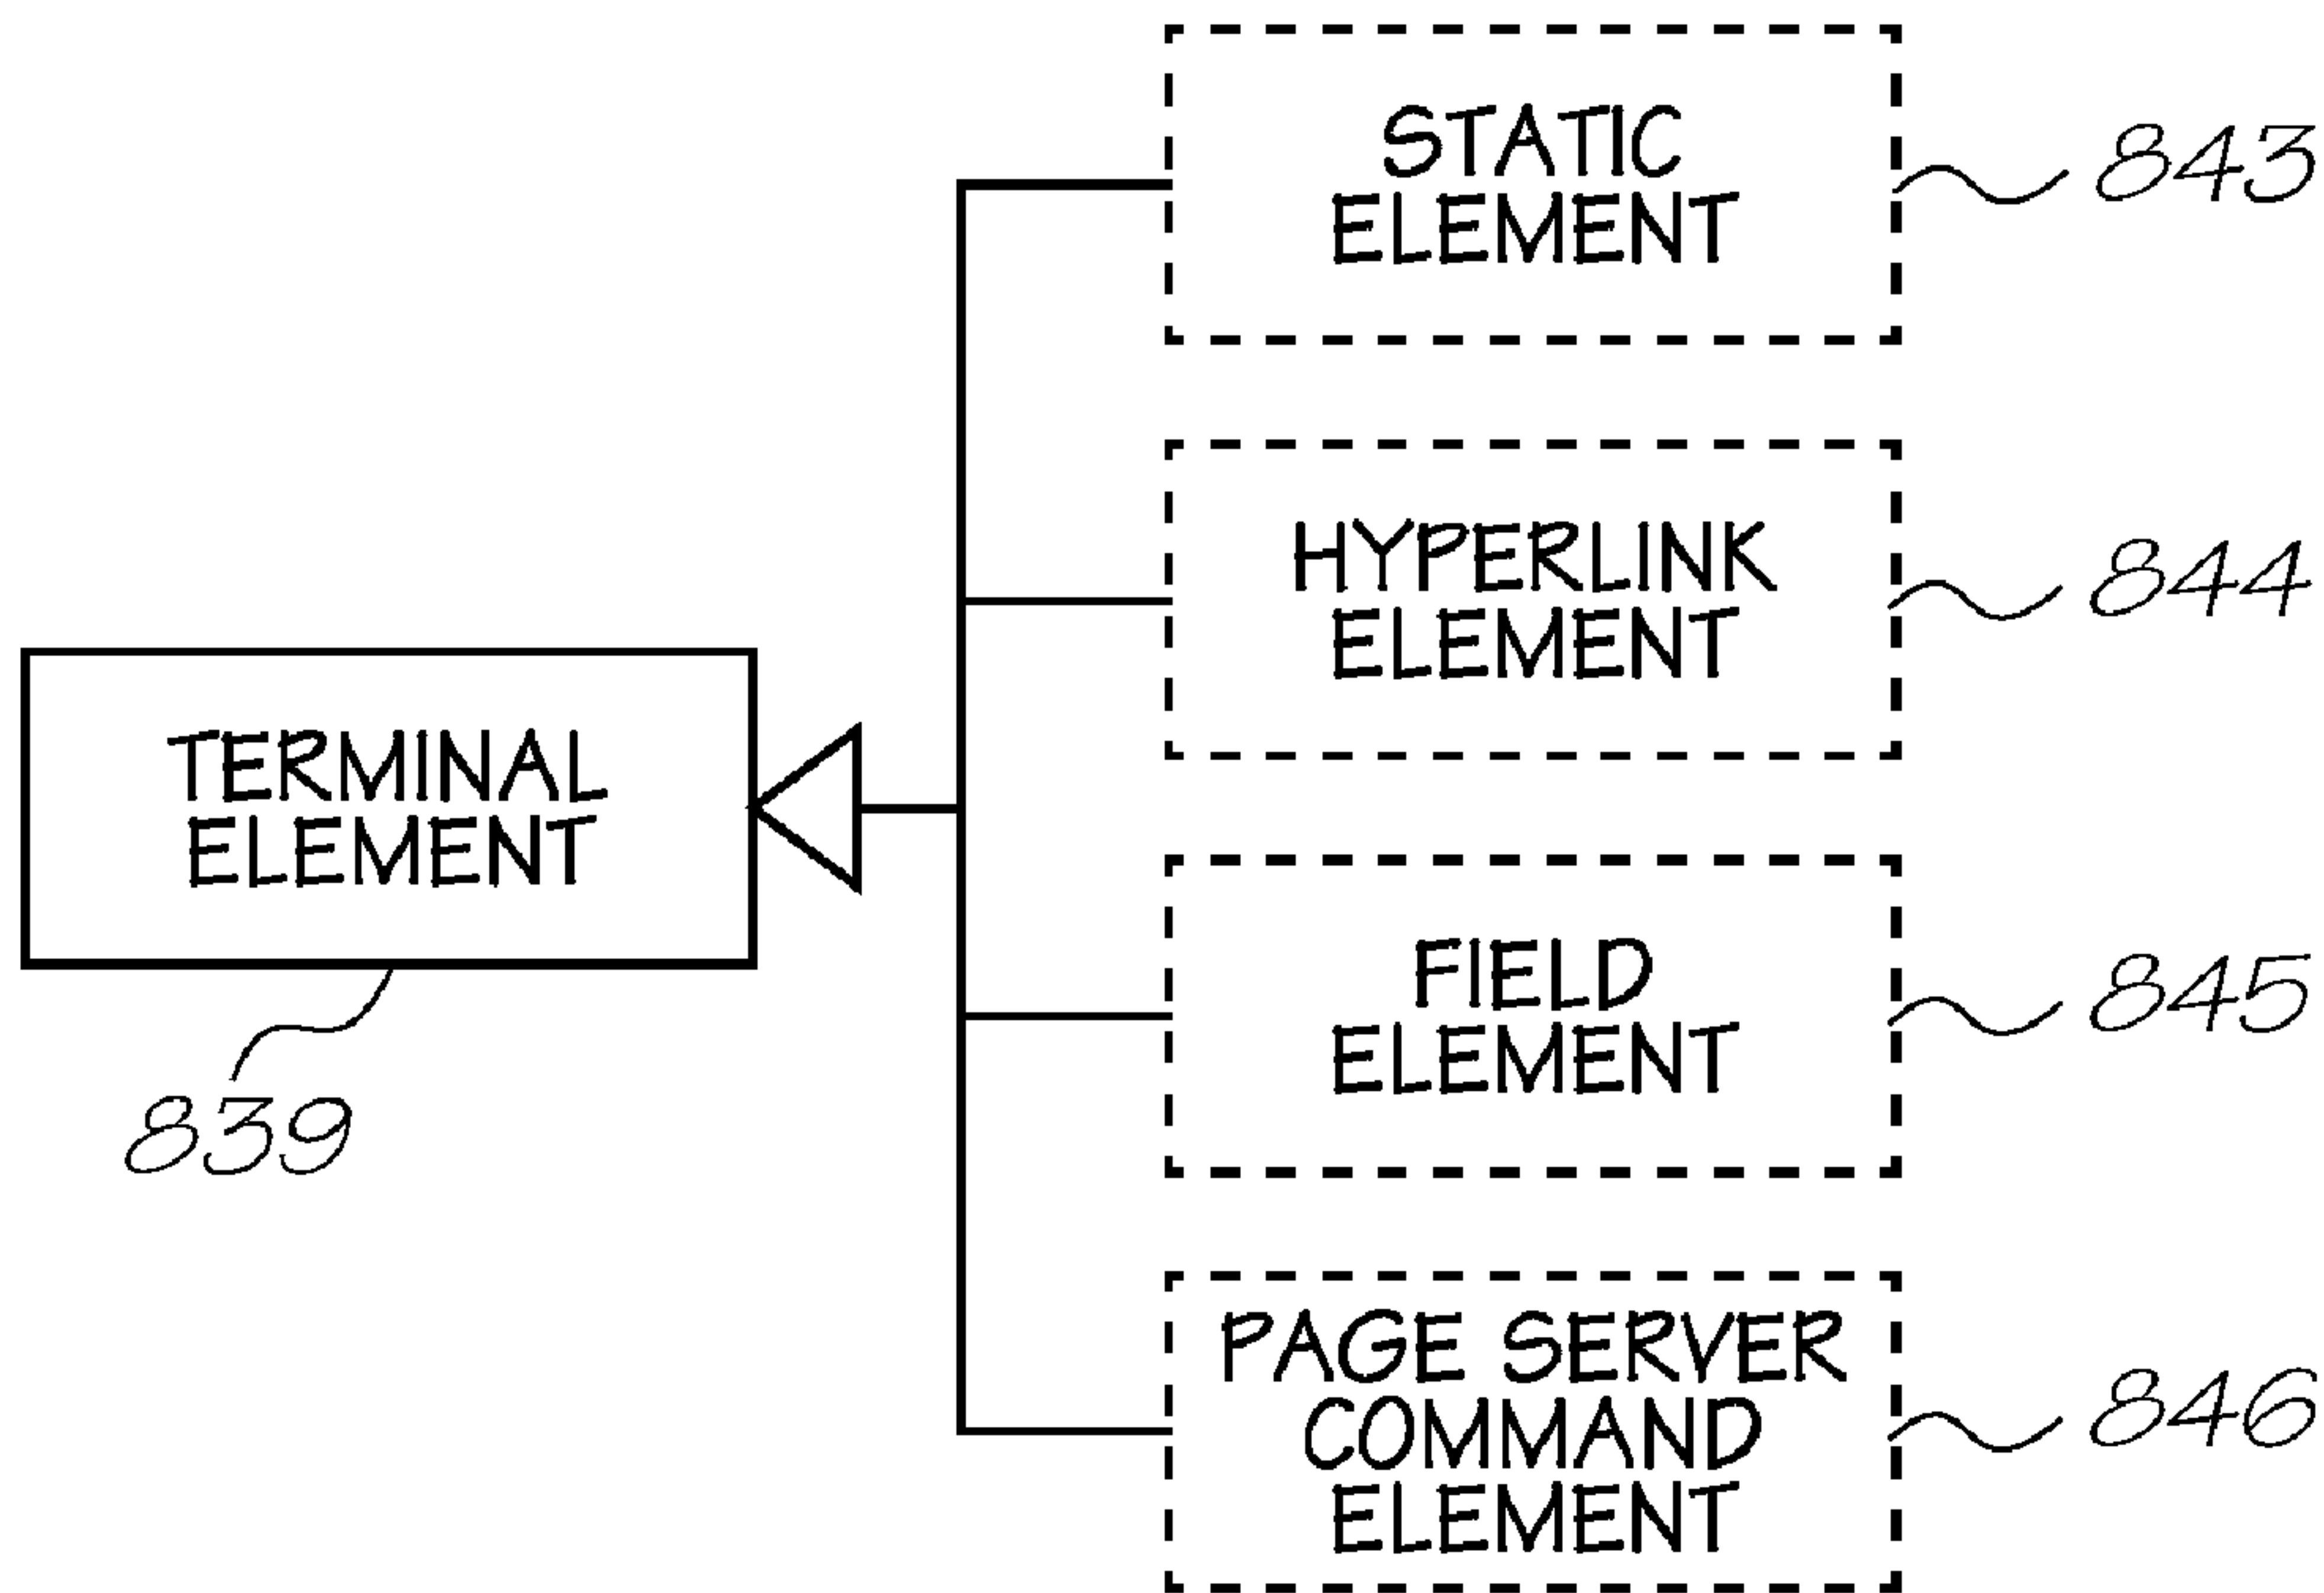 STATIC
ELEMENT
843
HYPERLINK
ELEMENT
844
TERMINAL
ELEMENT
839
FIELD
ELEMENT
845
PAGE SERVER
COMMAND
ELEMENT
846